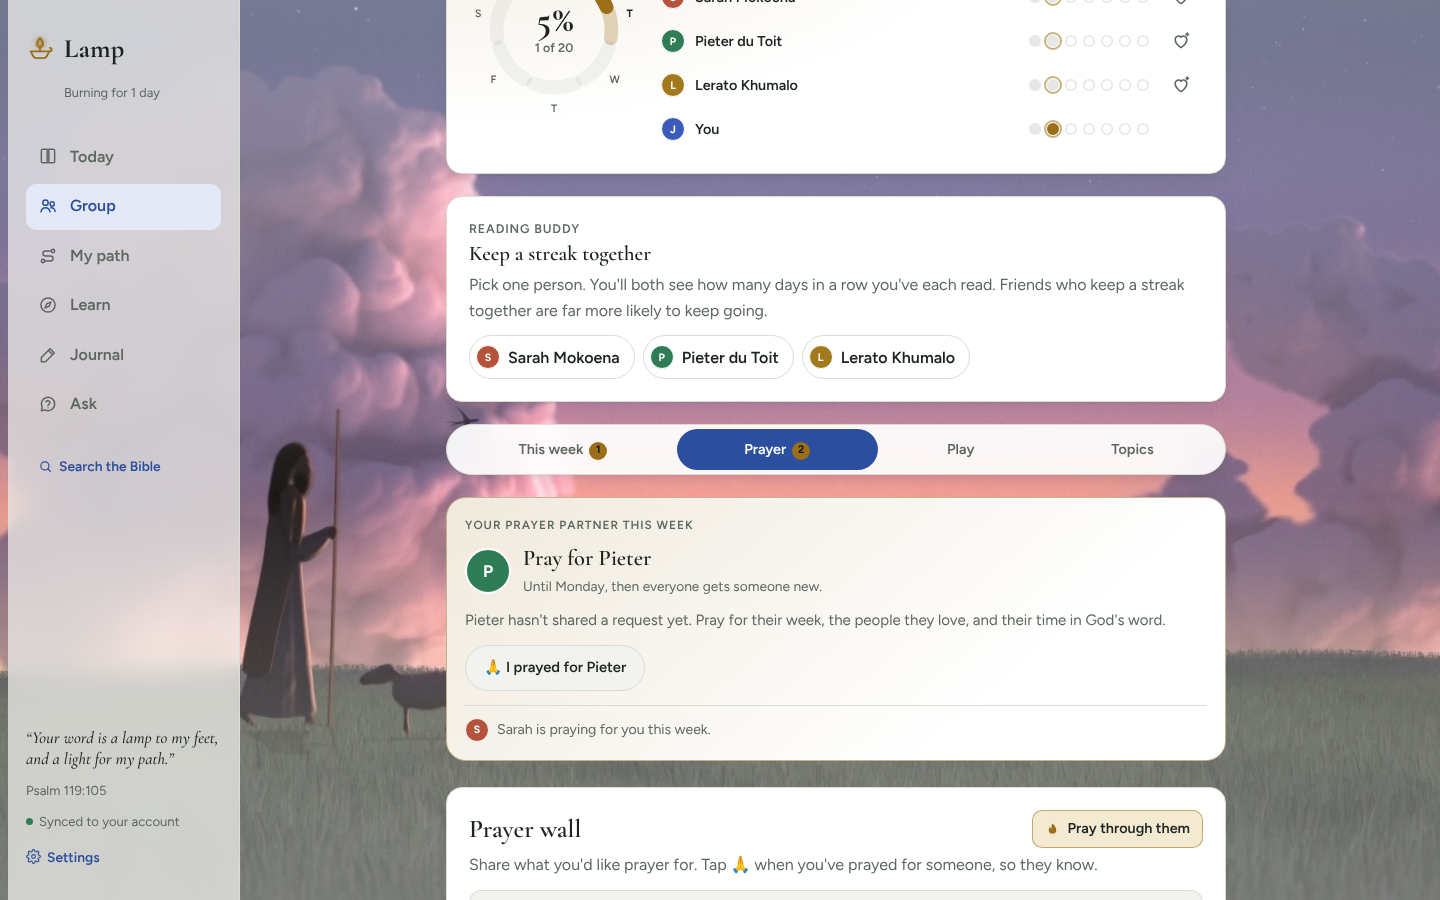 Lamp
Burning for 1 day
Today
Group
My path
Learn
Journal
Ask
Search the Bible
“Your word is a lamp to my feet,
and a light for my path.”
Psalm 119:105
Synced to your account
Settings
S
T
5%
1 of 20
F
W
T
P Pieter du Toit
L Lerato Khumalo
J You
READING BUDDY
Keep a streak together
Pick one person. You'll both see how many days in a row you've each read. Friends who keep a streak
together are far more likely to keep going.
S Sarah Mokoena P Pieter du Toit L Lerato Khumalo
This week 1 Prayer 2 Play Topics
YOUR PRAYER PARTNER THIS WEEK
P
Pray for Pieter
Until Monday, then everyone gets someone new.
Pieter hasn't shared a request yet. Pray for their week, the people they love, and their time in God's word.
🙏 I prayed for Pieter
S Sarah is praying for you this week.
Prayer wall
Pray through them
Share what you'd like prayer for. Tap 🙏 when you've prayed for someone, so they know.